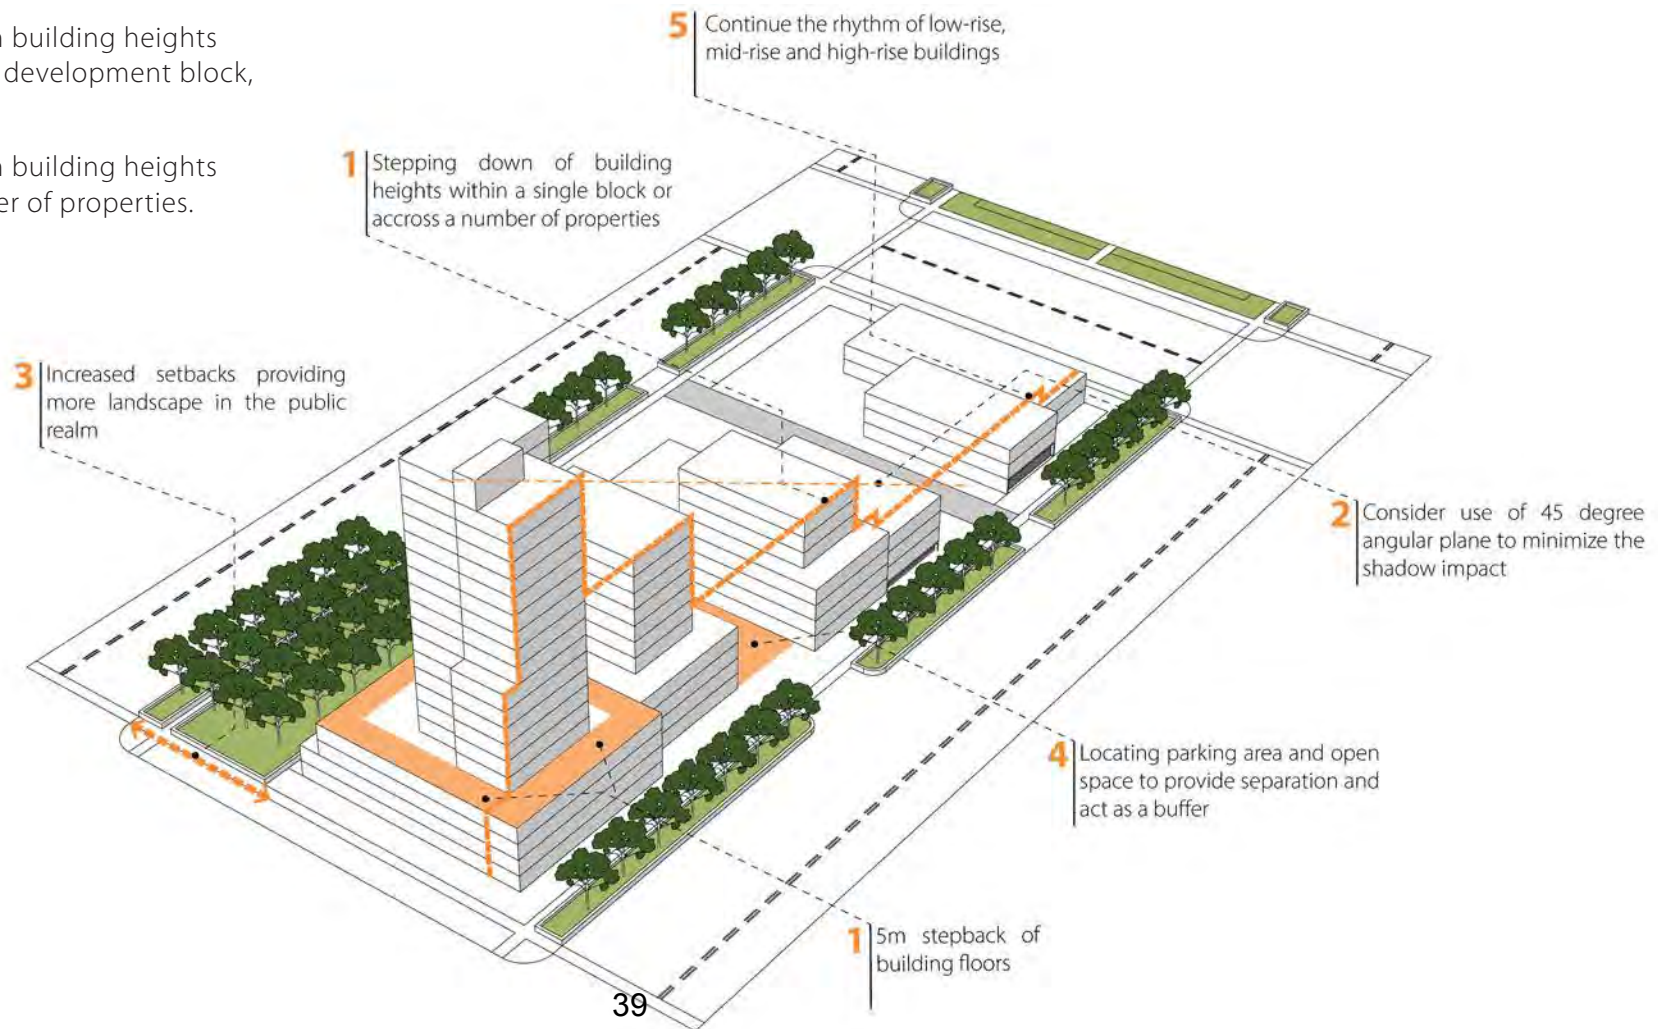 building heights
development block,
building heights
er of properties.
5 Continue the rhythm of low-rise,
mid-rise and high-rise buildings
1 Stepping down of building
heights within a single block or
accross a number of properties
3 Increased setbacks providing
more landscape in the public
realm
2 Consider use of 45 degree
angular plane to minimize the
shadow impact
4 Locating parking area and open
space to provide separation and
act as a buffer
1 5m stepback of
building floors
39